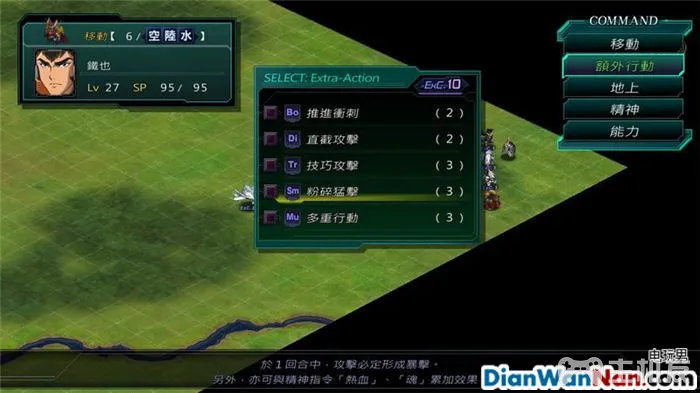 移動【 6/ 空陸水 】
鐵也
Lv 27 SP 95/ 95
SELECT: Extra-Action
ExC. 10
Bo 推進衝刺 ( 2 )
Di 直截攻擊 ( 2 )
Tr 技巧攻擊 ( 3 )
Sm 粉碎猛擊 ( 3 )
Mu 多重行動 ( 3 )
COMMAND
移動
額外行動
地上
精神
能力
於1回合中，攻擊必定形成暴擊。
另外、亦可與精神指令「熱血」、「魂」累加效果
电玩男
DianWanNan.com